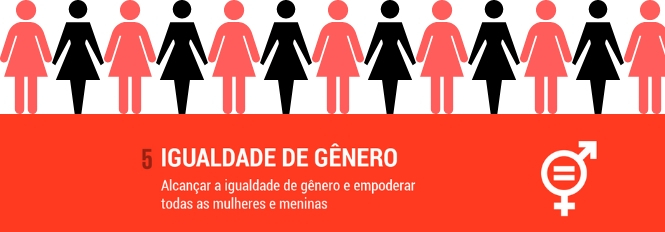 5 IGUALDADE DE GÊNERO
Alcançar a igualdade de gênero e empoderar
todas as mulheres e meninas